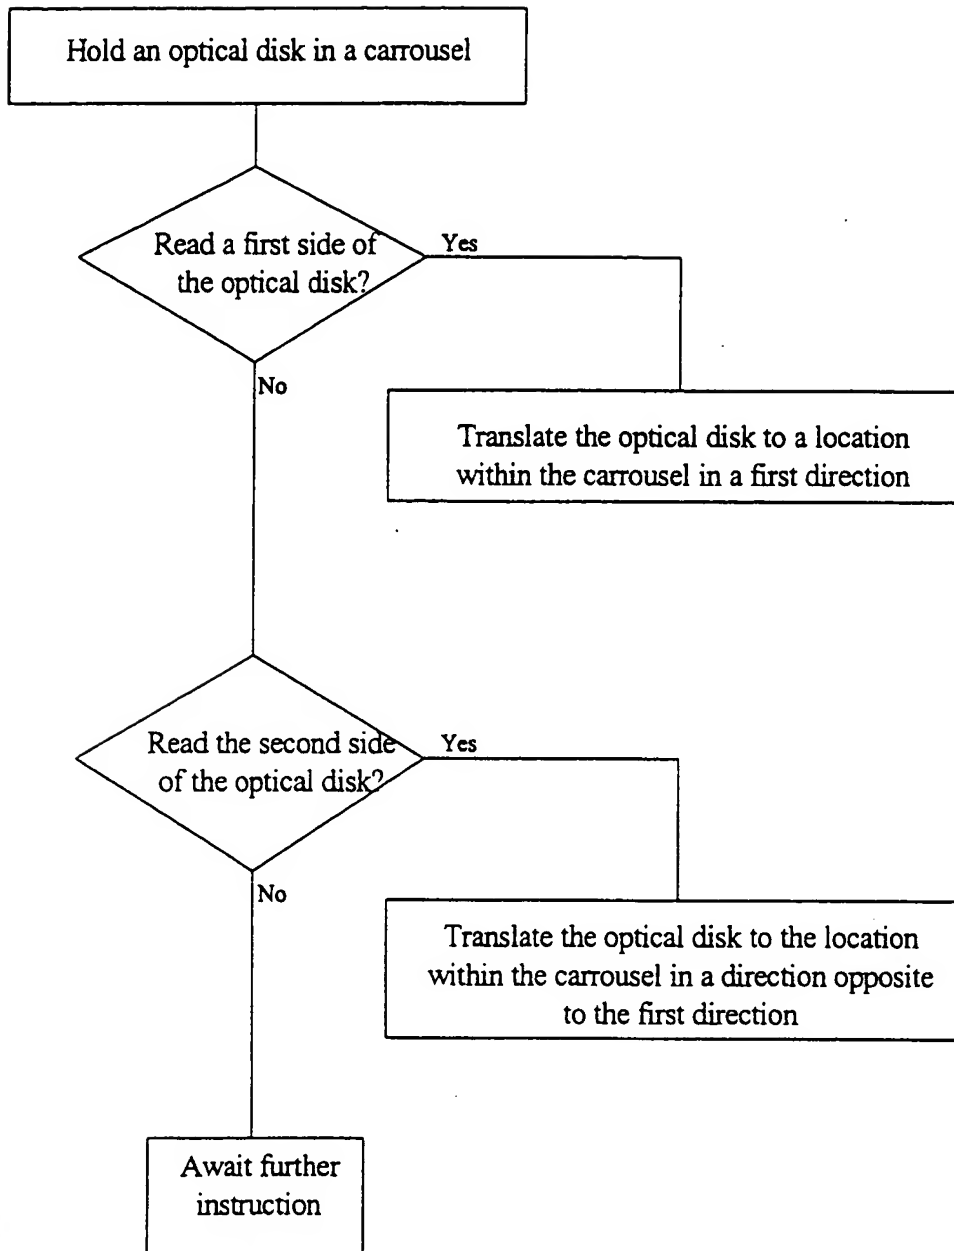 Hold an optical disk in a carrousel
Read a first side of
the optical disk?
Yes
No
Translate the optical disk to a location
within the carrousel in a first direction
Read the second side
of the optical disk?
Yes
No
Translate the optical disk to the location
within the carrousel in a direction opposite
to the first direction
Await further
instruction